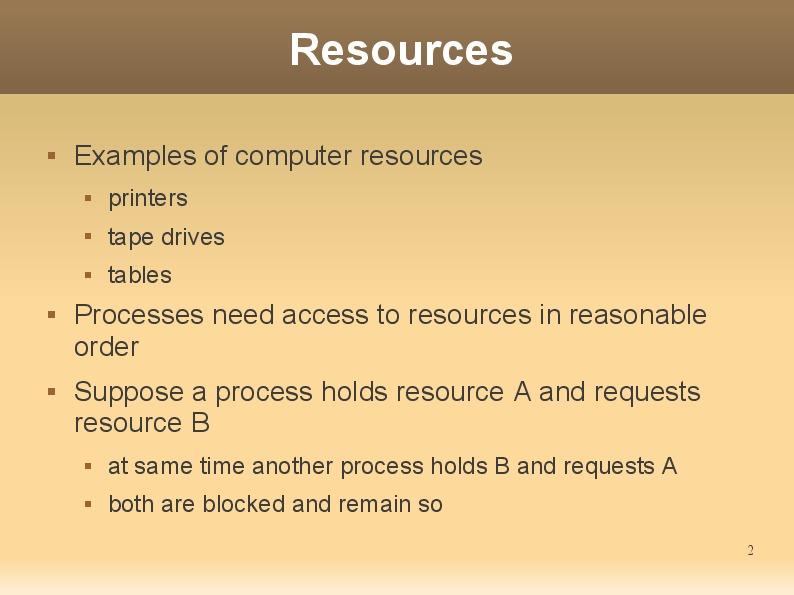 Resources
Examples of computer resources
printers
tape drives
tables
Processes need access to resources in reasonable
order
Suppose a process holds resource A and requests
resource B
at same time another process holds B and requests A
both are blocked and remain so
2